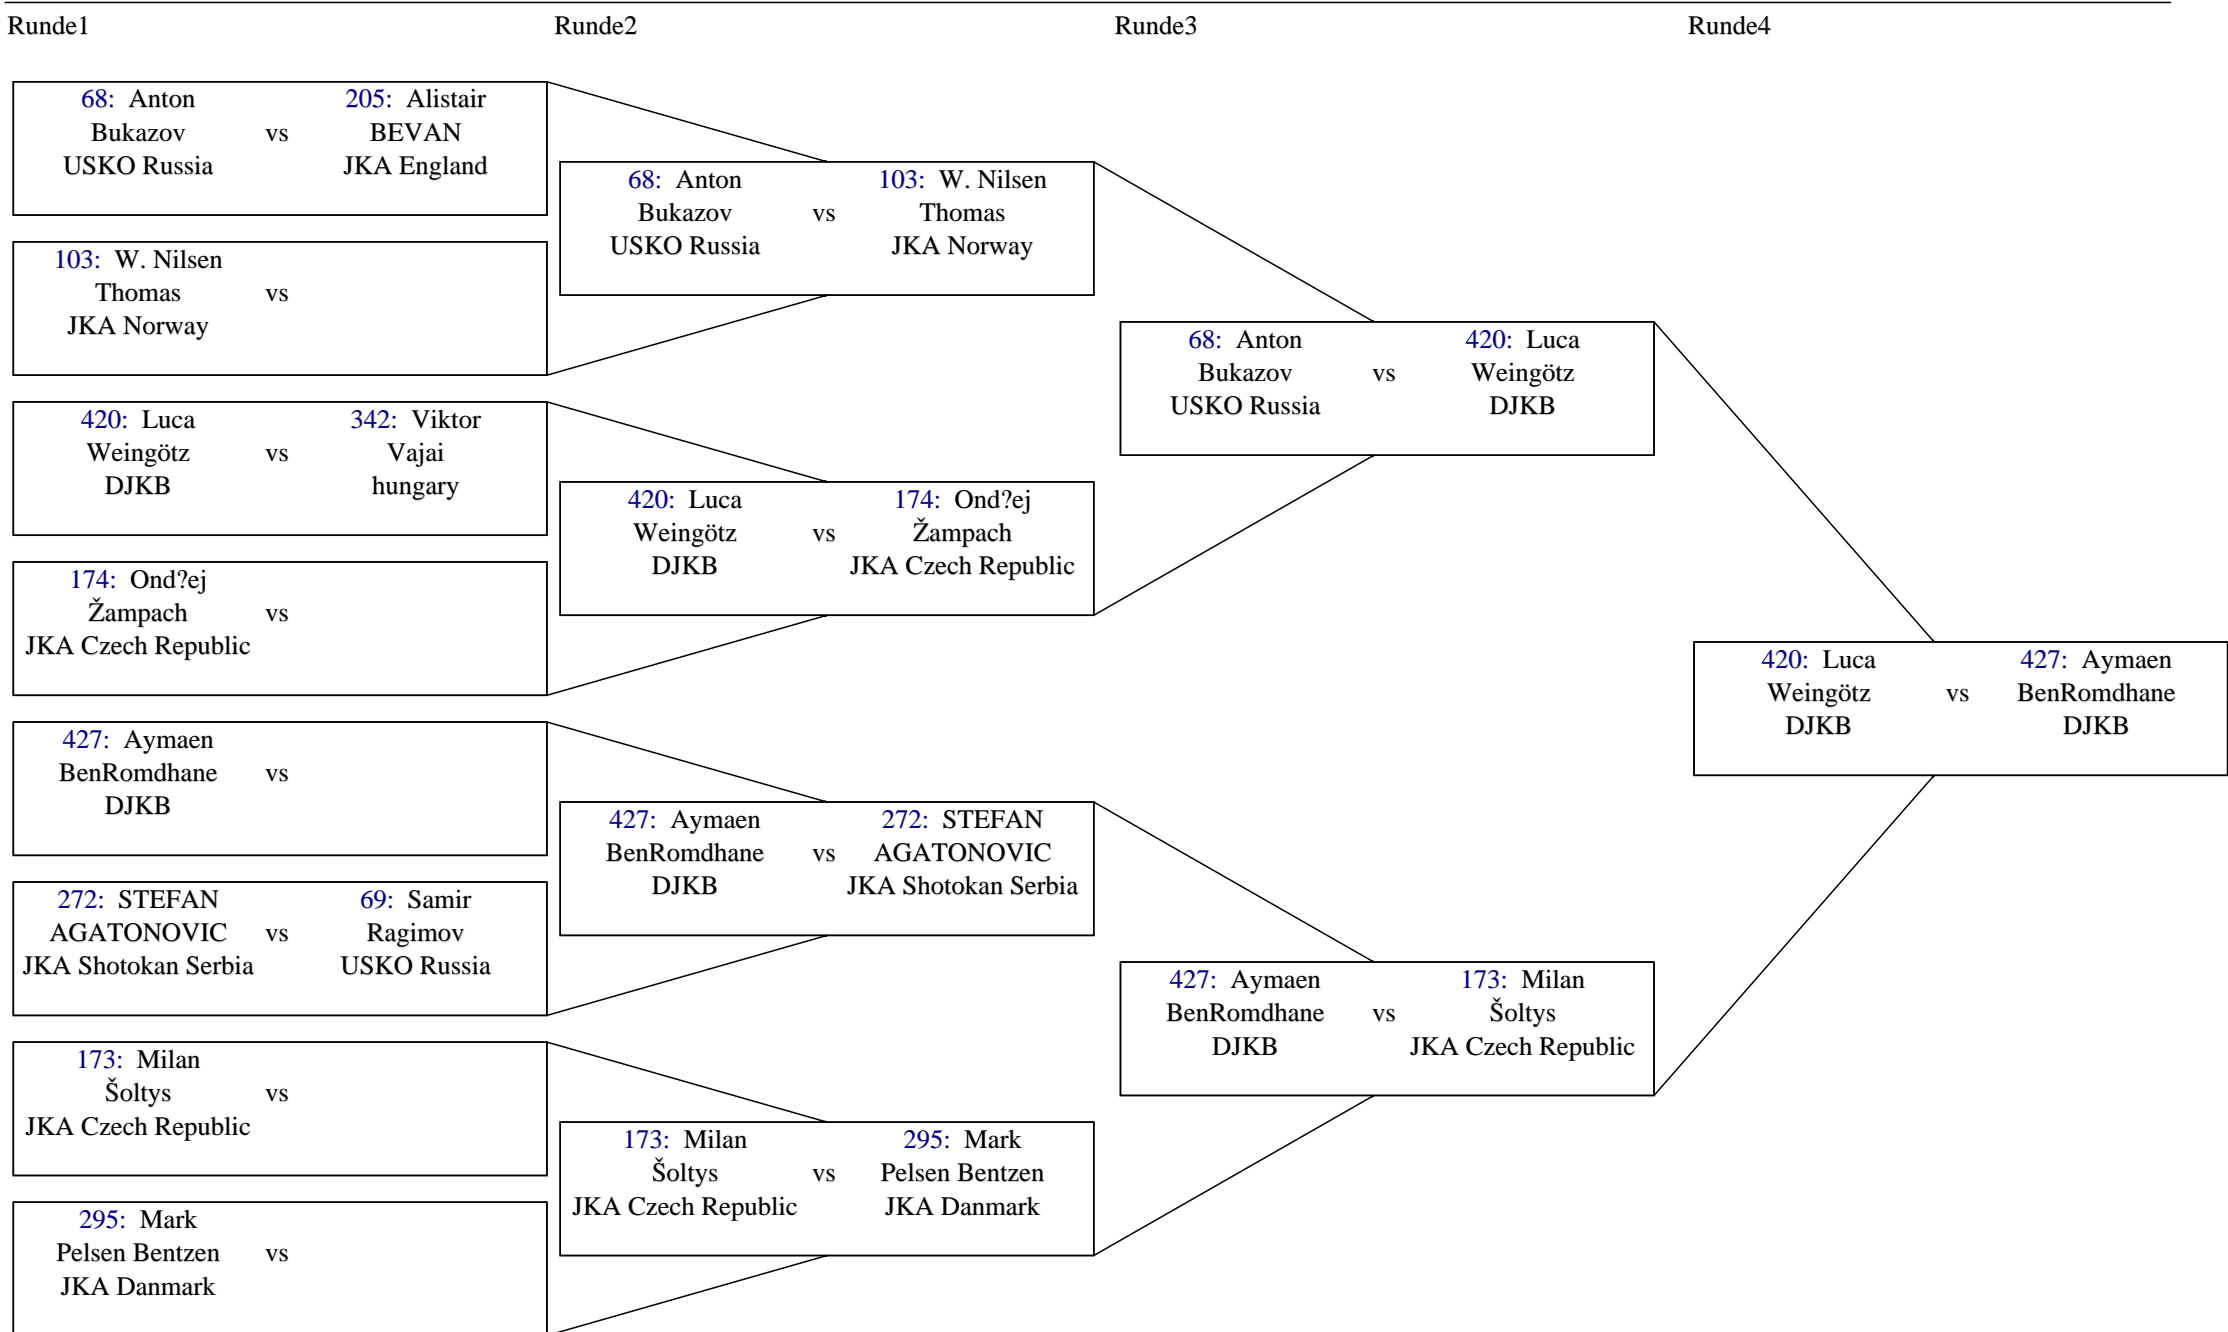 Runde1
Runde2
Runde3
Runde4
68: Anton
Bukazov
USKO Russia
vs
205: Alistair
BEVAN
JKA England
103: W. Nilsen
Thomas
JKA Norway
vs
420: Luca
Weingötz
DJKB
vs
342: Viktor
Vajai
hungary
174: Ond?ej
Žampach
JKA Czech Republic
vs
427: Aymaen
BenRomdhane
DJKB
vs
272: STEFAN
AGATONOVIC
JKA Shotokan Serbia
vs
69: Samir
Ragimov
USKO Russia
173: Milan
Šoltys
JKA Czech Republic
vs
295: Mark
Pelsen Bentzen
JKA Danmark
vs
68: Anton
Bukazov
USKO Russia
vs
103: W. Nilsen
Thomas
JKA Norway
420: Luca
Weingötz
DJKB
vs
174: Ond?ej
Žampach
JKA Czech Republic
427: Aymaen
BenRomdhane
DJKB
vs
272: STEFAN
AGATONOVIC
JKA Shotokan Serbia
173: Milan
Šoltys
JKA Czech Republic
vs
295: Mark
Pelsen Bentzen
JKA Danmark
68: Anton
Bukazov
USKO Russia
vs
420: Luca
Weingötz
DJKB
427: Aymaen
BenRomdhane
DJKB
vs
173: Milan
Šoltys
JKA Czech Republic
420: Luca
Weingötz
DJKB
vs
427: Aymaen
BenRomdhane
DJKB